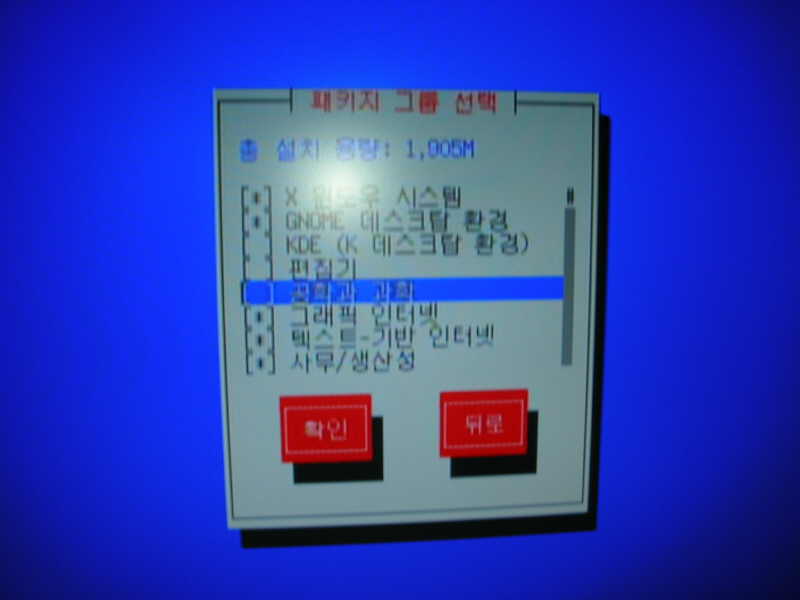 패키지 그룹 선택
총 설치 용량: 1,905M
[*] X 윈도우 시스템
[*] GNOME 데스크탑 환경
[ ] KDE (K 데스크탑 환경)
[ ] 편집기
[ ] 공학과 과학
[*] 그래픽 인터넷
[*] 텍스트-기반 인터넷
[*] 사무/생산성
확인 뒤로